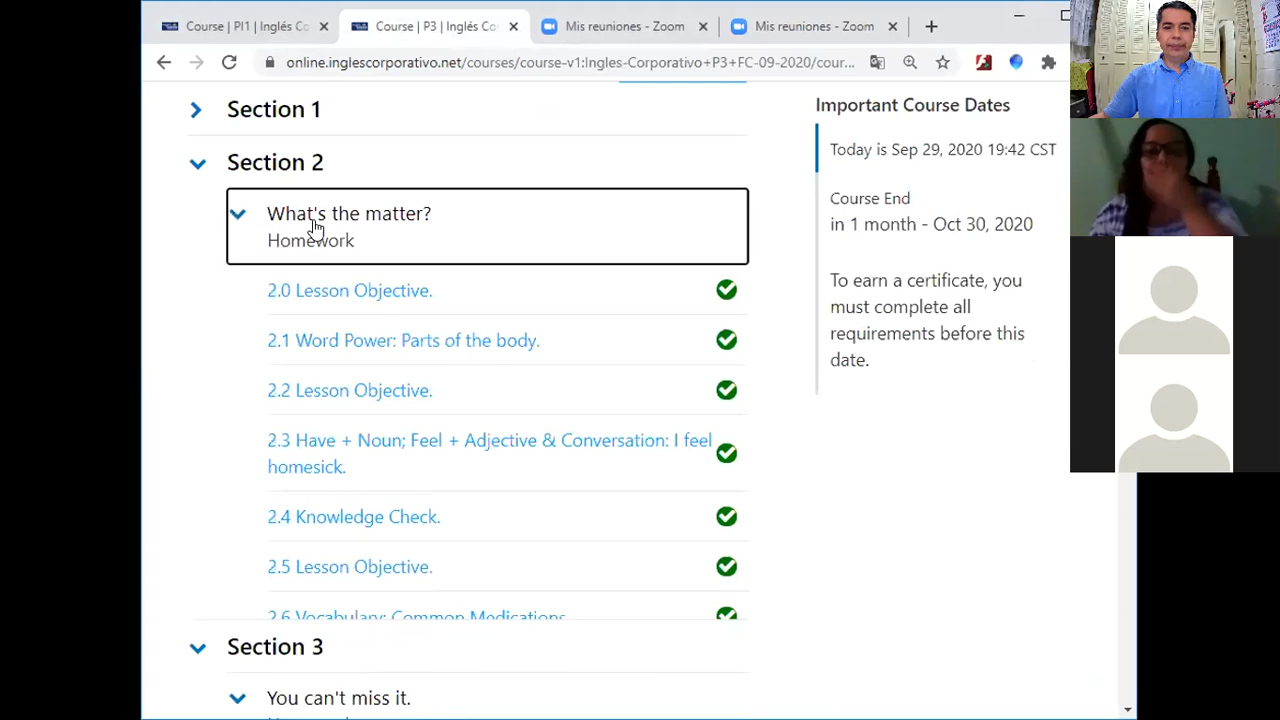 Course | PI1 | Inglés Co
Course | P3 | Inglés Co
Mis reuniones - Zoom
Mis reuniones - Zoom
online.inglescorporativo.net/courses/course-v1:Ingles-Corporativo+P3+FC-09-2020/cour...
Section 1
Section 2
What's the matter?
Homework
2.0 Lesson Objective.
2.1 Word Power: Parts of the body.
2.2 Lesson Objective.
2.3 Have + Noun; Feel + Adjective & Conversation: I feel
homesick.
2.4 Knowledge Check.
2.5 Lesson Objective.
2.6 Vocabulary: Common Medications.
Section 3
You can't miss it.
Important Course Dates
Today is Sep 29, 2020 19:42 CST
Course End
in 1 month - Oct 30, 2020
To earn a certificate, you
must complete all
requirements before this
date.